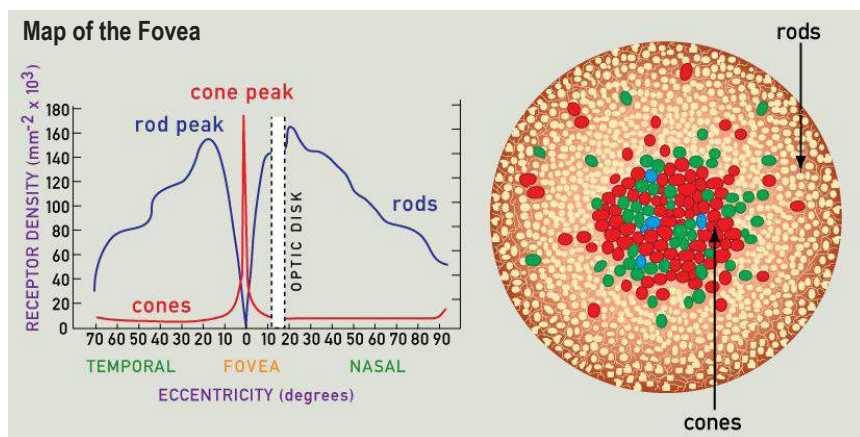 Map of the Fovea
RECEPTOR DENSITY (mm-2 x 103)
180
160
140
120
100
80
60
40
20
0
cone peak
rod peak
rods
cones
OPTIC DISK
70 60 50 40 30 20 10 0 10 20 30 40 50 60 70 80 90
TEMPORAL FOVEA NASAL
ECCENTRICITY (degrees)
rods
cones